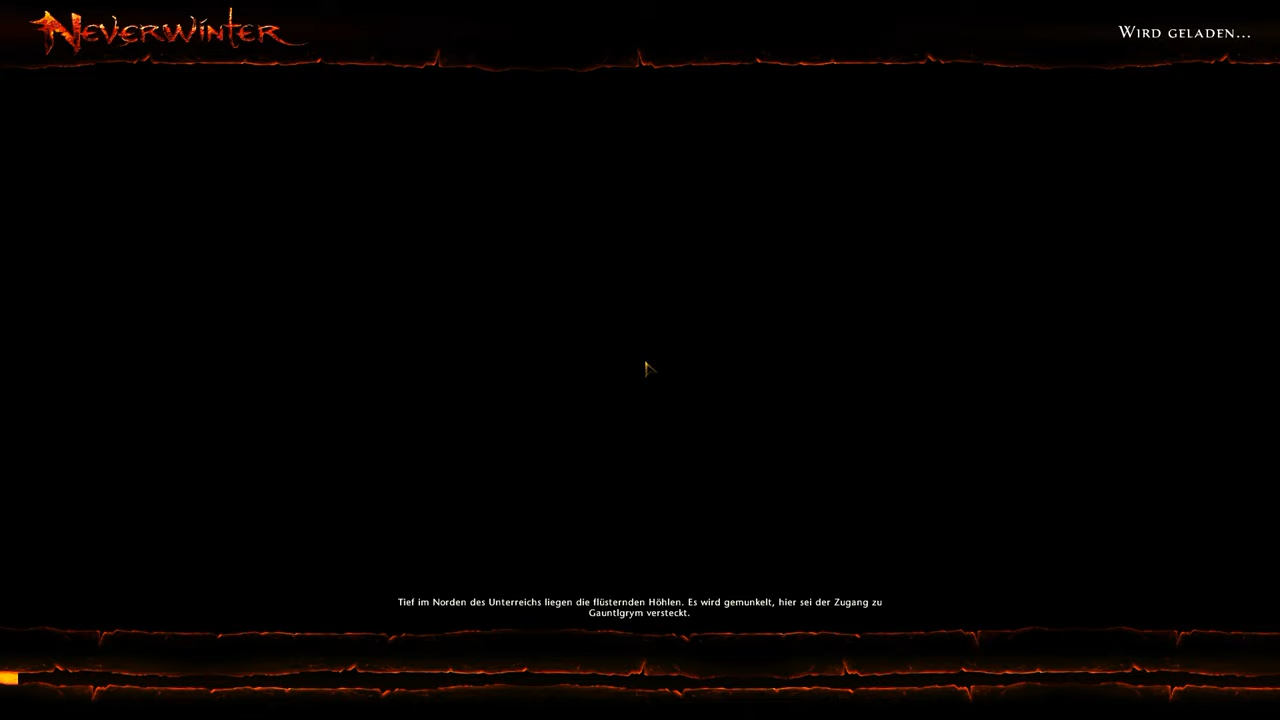 Neverwinter
Wird geladen...
Tief im Norden des Unterreichs liegen die flüsternden Höhlen. Es wird gemunkelt, hier sei der Zugang zu
Gauntlgrym versteckt.